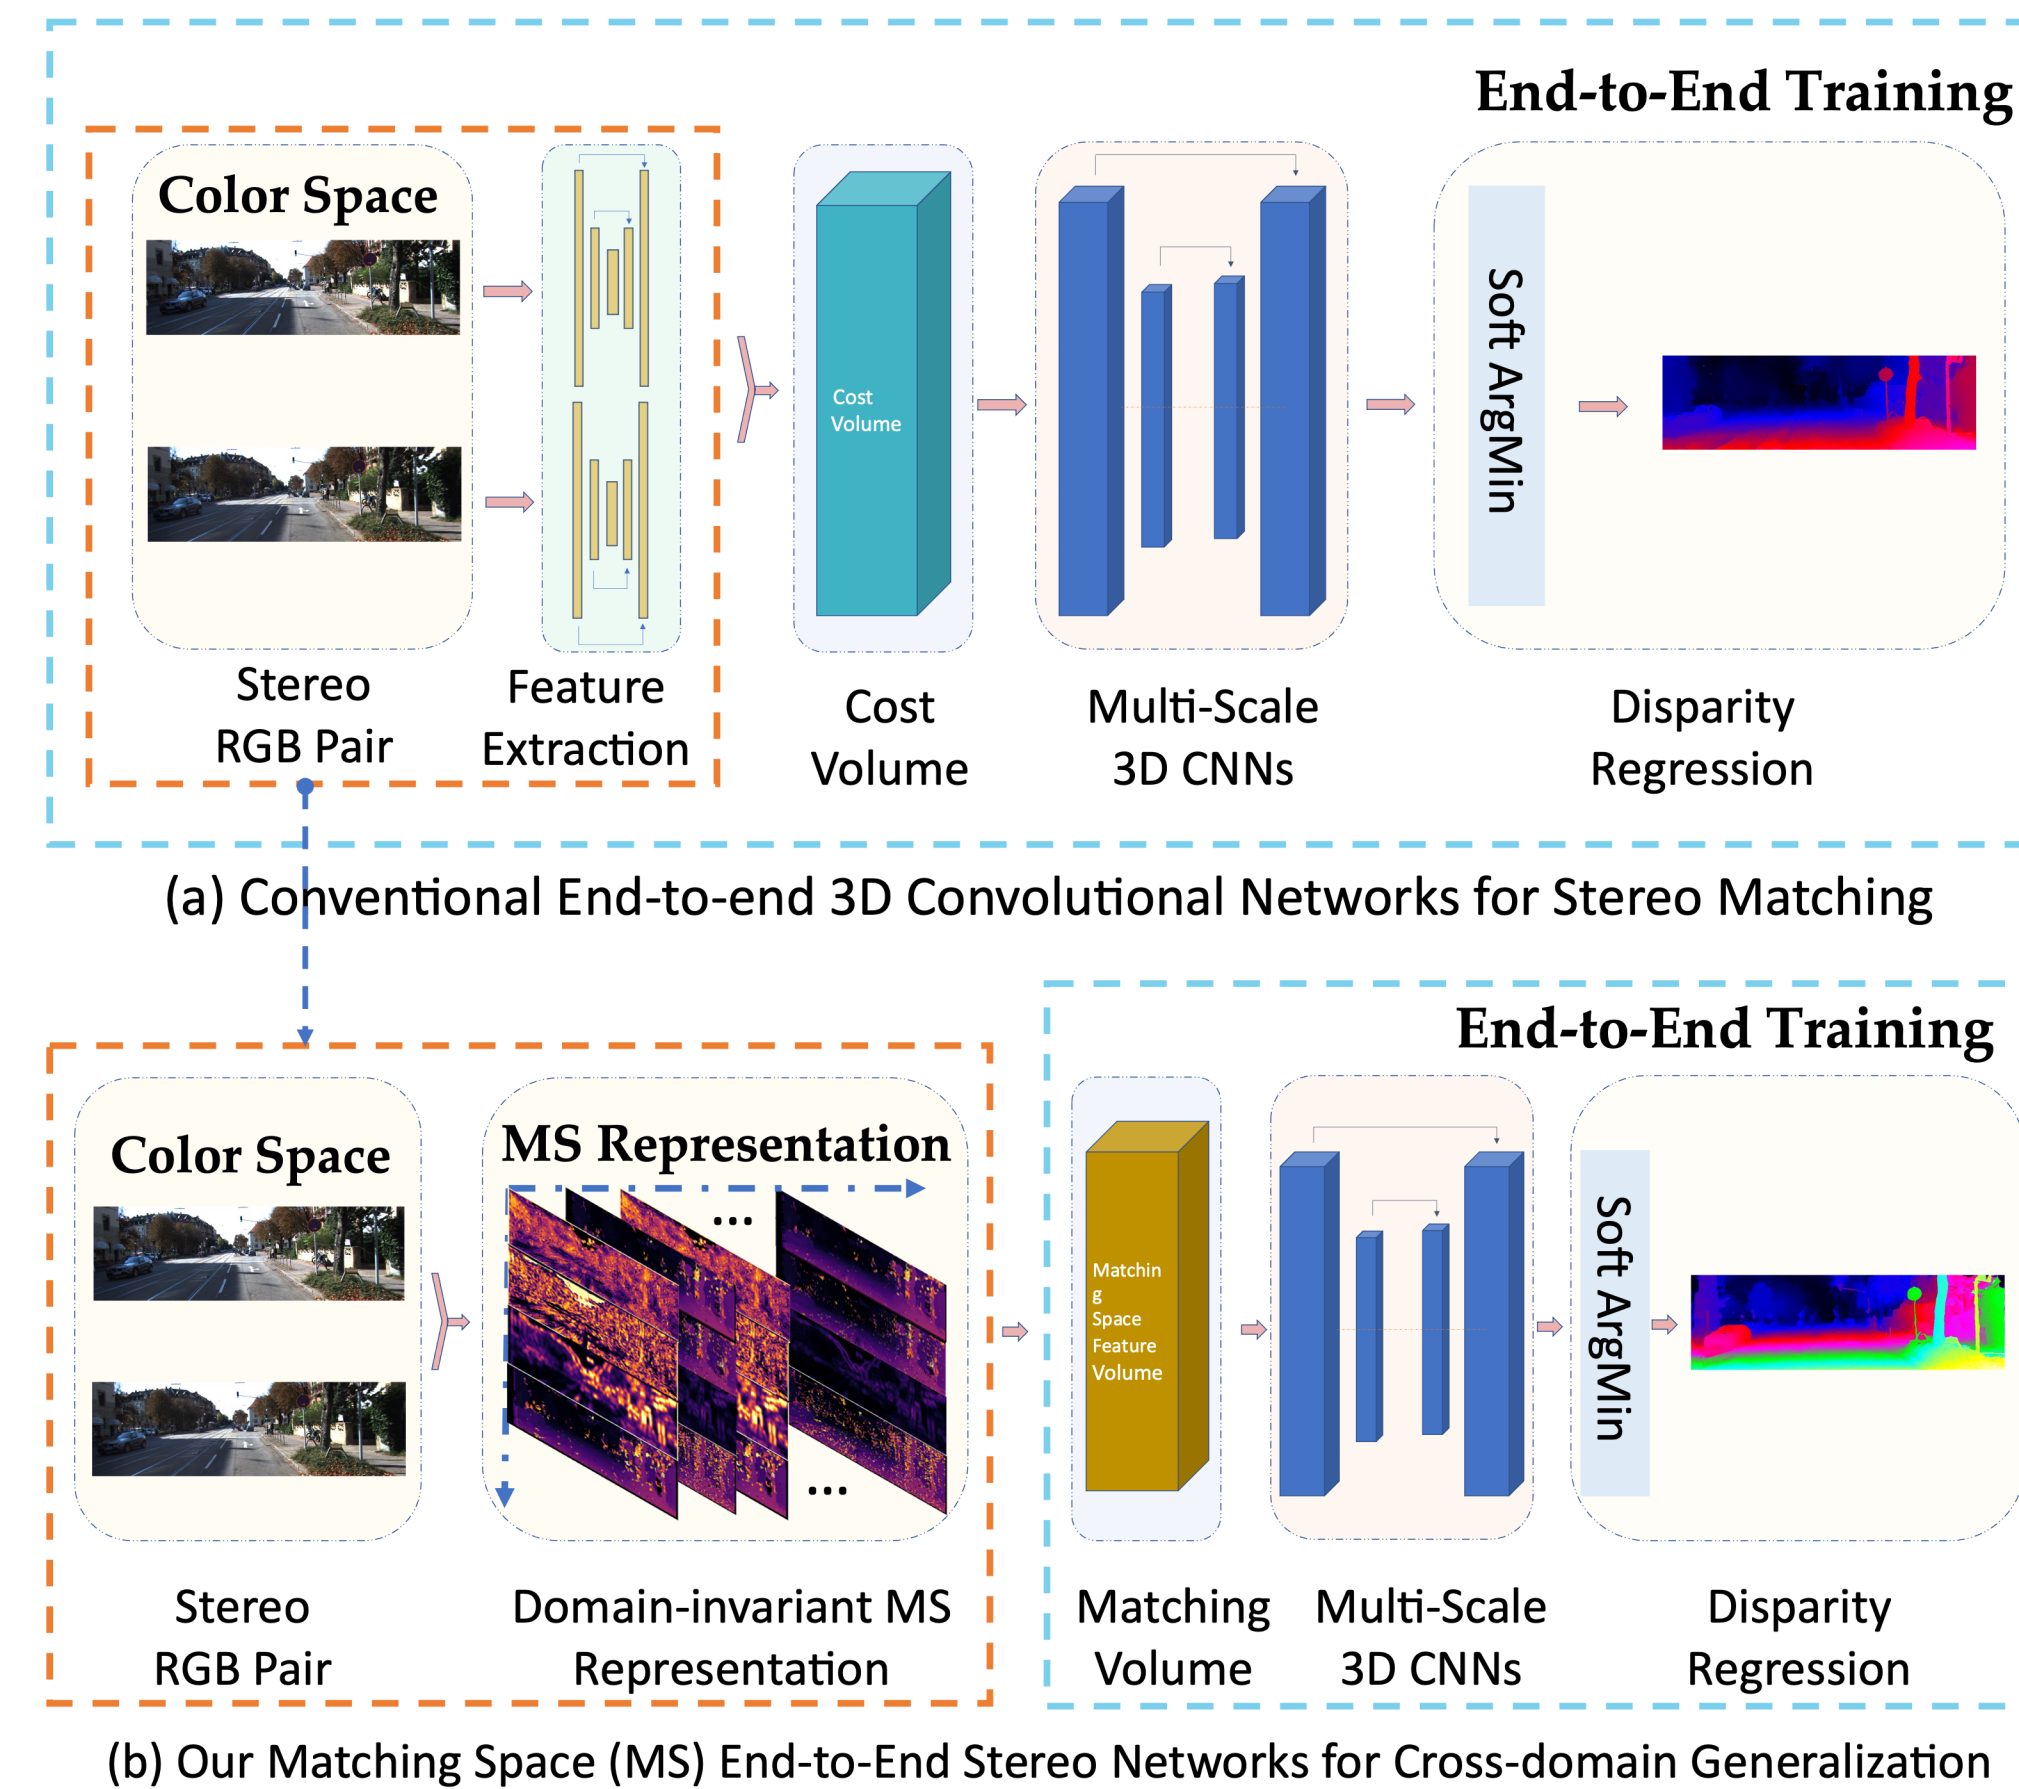 End-to-End Training
Color Space
Cost
Volume
Soft ArgMin
Stereo
RGB Pair
Feature
Extraction
Cost
Volume
Multi-Scale
3D CNNs
Disparity
Regression
(a) Conventional End-to-end 3D Convolutional Networks for Stereo Matching
End-to-End Training
Color Space
MS Representation
...
...
Matchin
g
Space
Feature
Volume
Soft ArgMin
Stereo
RGB Pair
Domain-invariant MS
Representation
Matching
Volume
Multi-Scale
3D CNNs
Disparity
Regression
(b) Our Matching Space (MS) End-to-End Stereo Networks for Cross-domain Generalization